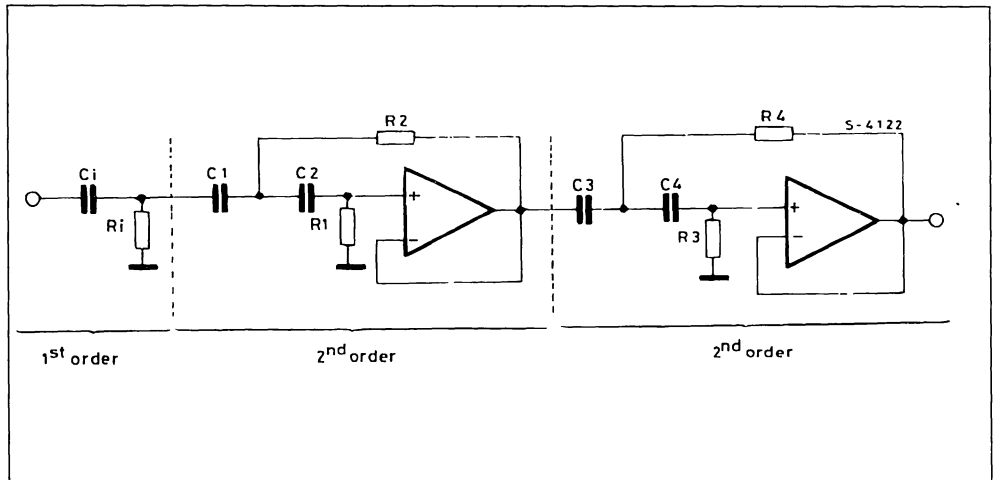 R2
R4
S-4122
Ci
C1
C2
C3
C4
Ri
R1
R3
+
−
+
−
1st order
2nd order
2nd order